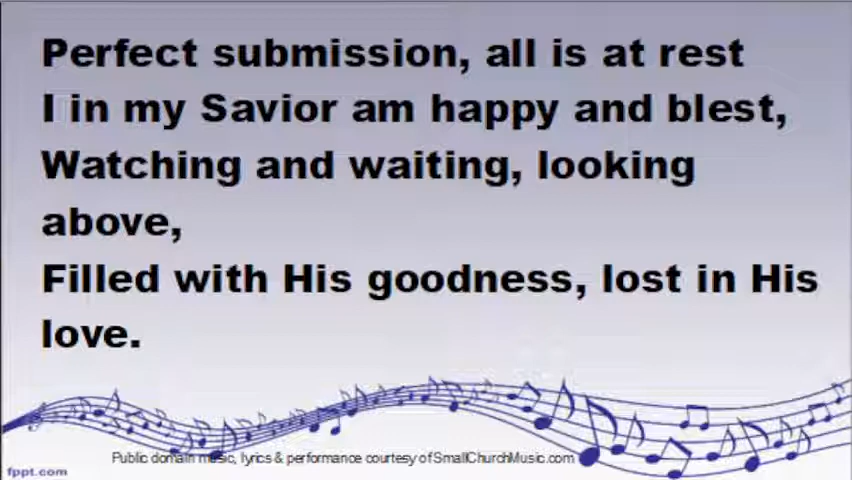 Perfect submission, all is at rest
I in my Savior am happy and blest,
Watching and waiting, looking
above,
Filled with His goodness, lost in His
love.
Public domain music, lyrics & performance courtesy of SmallChurchMusic.com
fppt.com